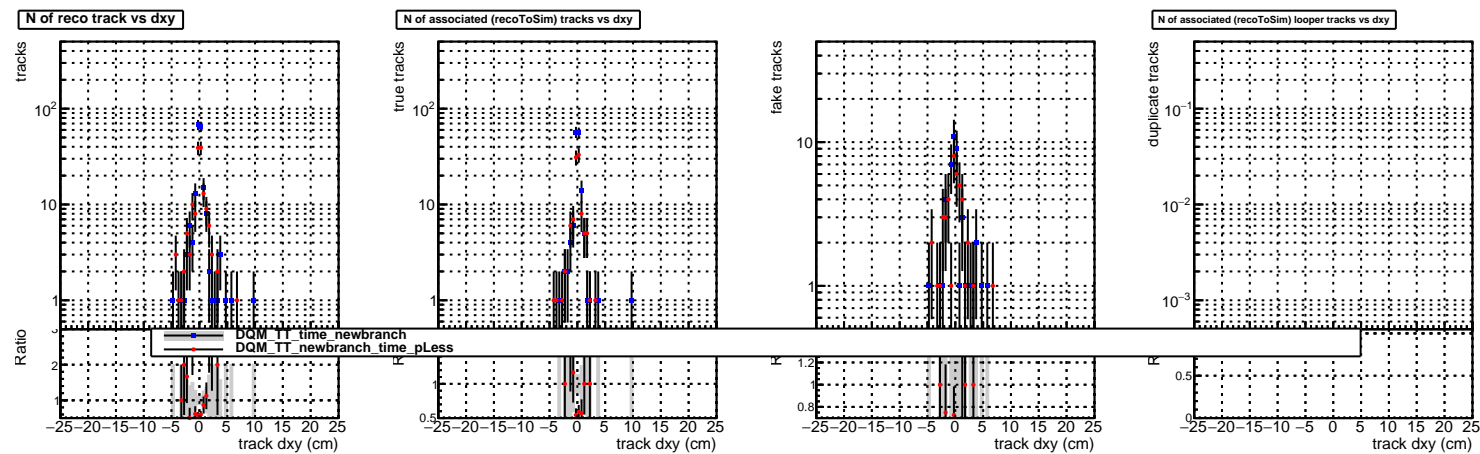 N of reco track vs dxy
N of associated (recoToSim) tracks vs dxy
N of associated (recoToSim) looper tracks vs dxy
tracks
10²
10
1
true tracks
10²
10
1
fake tracks
10
1
duplicate tracks
10⁻¹
10⁻²
10⁻³
DQM_TT_time_newbranch
DQM_TT_newbranch_time_pLess
Ratio
2
1
1
0.5
1.2
1
0.8
0.5
0
−25 −20 −15 −10 −5 0 5 10 15 20 25
track dxy (cm)
−25 −20 −15 −10 −5 0 5 10 15 20 25
track dxy (cm)
−25 −20 −15 −10 −5 0 5 10 15 20 25
track dxy (cm)
−25 −20 −15 −10 −5 0 5 10 15 20 25
track dxy (cm)